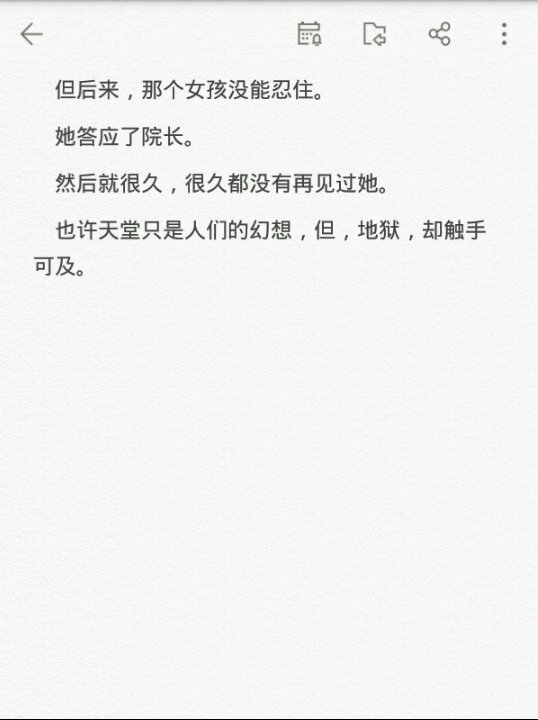 但后来，那个女孩没能忍住。
她答应了院长。
然后就很久，很久都没有再见过她。
也许天堂只是人们的幻想，但，地狱，却触手
可及。